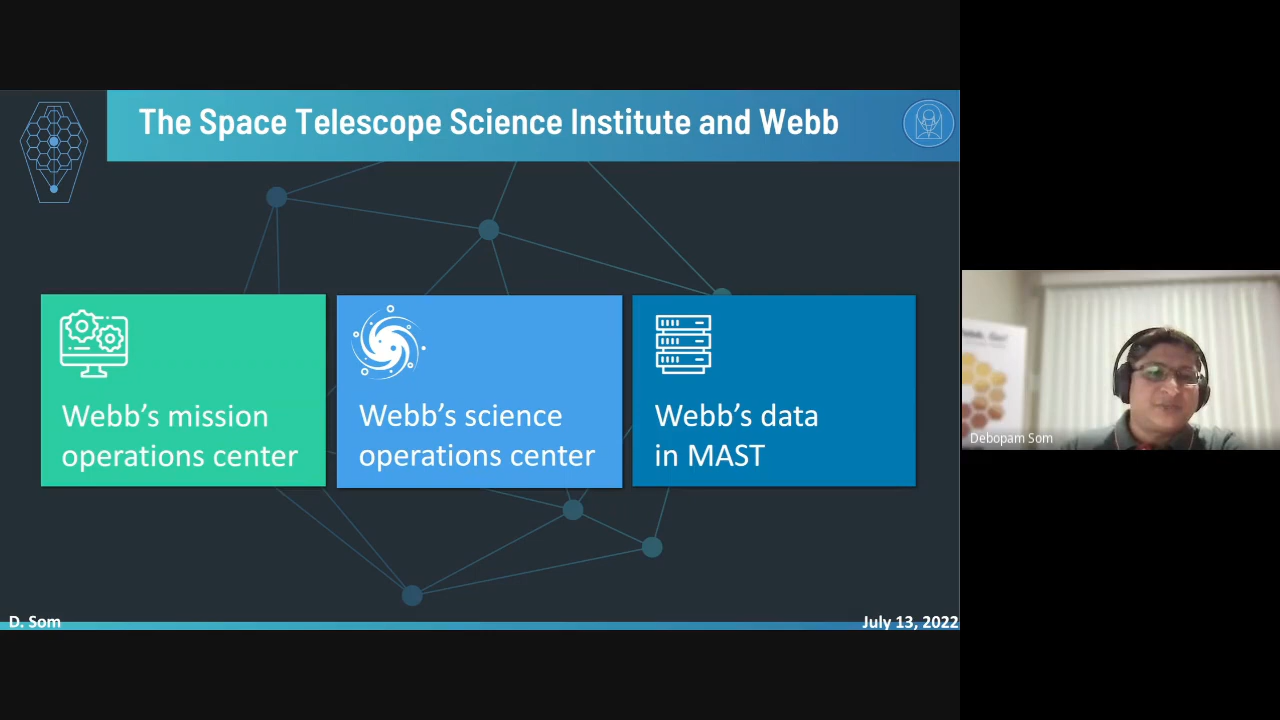 The Space Telescope Science Institute and Webb
Webb’s mission
operations center
Webb’s science
operations center
Webb’s data
in MAST
D. Som
July 13, 2022
Debopam Som